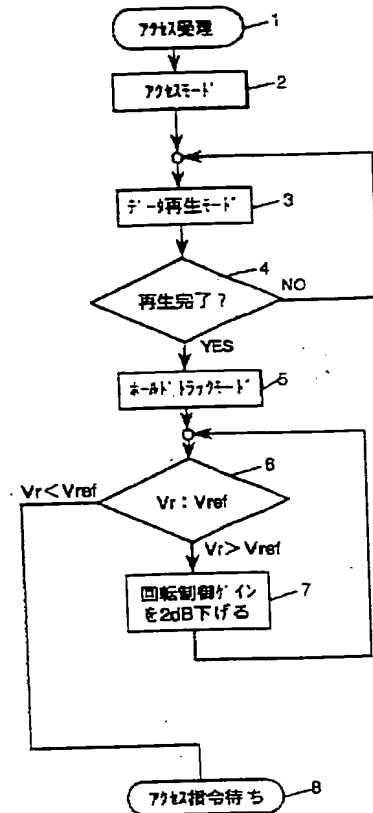 アクセス受理
1
アクセスモード
2
データ再生モード
3
再生完了?
4
NO
YES
ホールドトラックモード
5
Vr:Vref
6
Vr<Vref
Vr>Vref
回転制御ゲイン
を2dB下げる
7
アクセス指令待ち
8